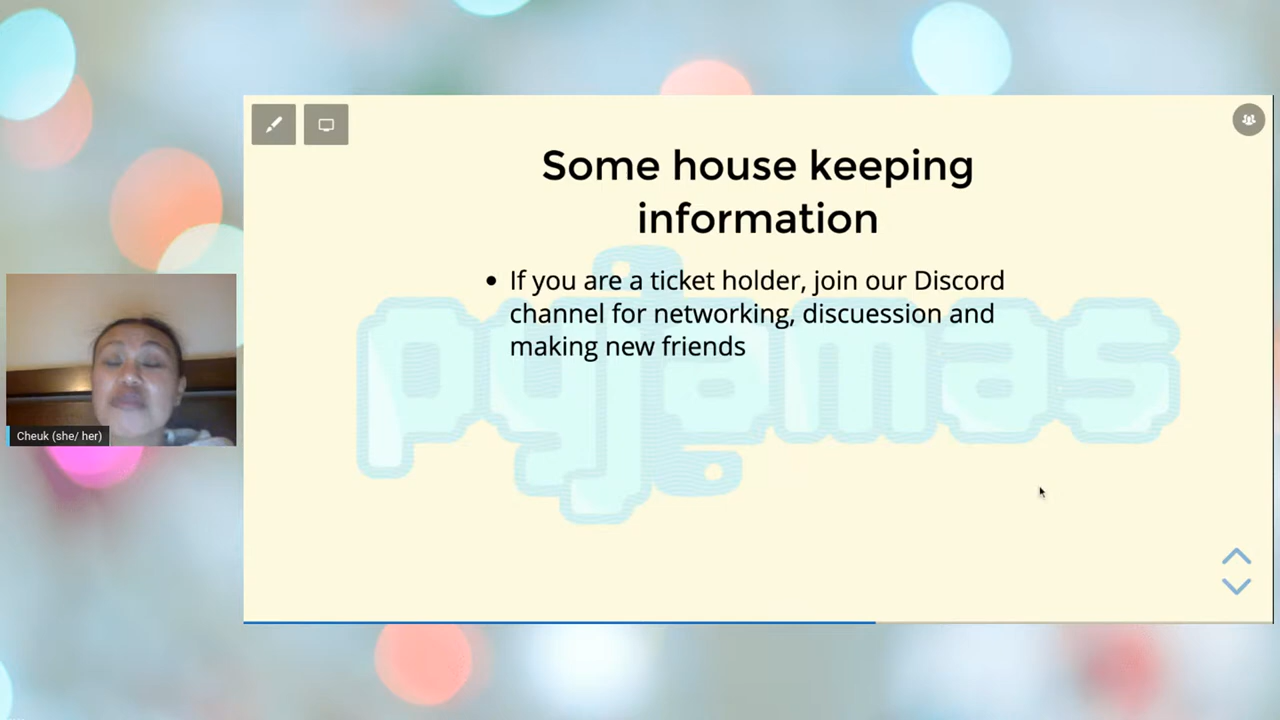 Some house keeping
information
If you are a ticket holder, join our Discord
channel for networking, discuession and
making new friends
pyjamas
Cheuk (she/ her)